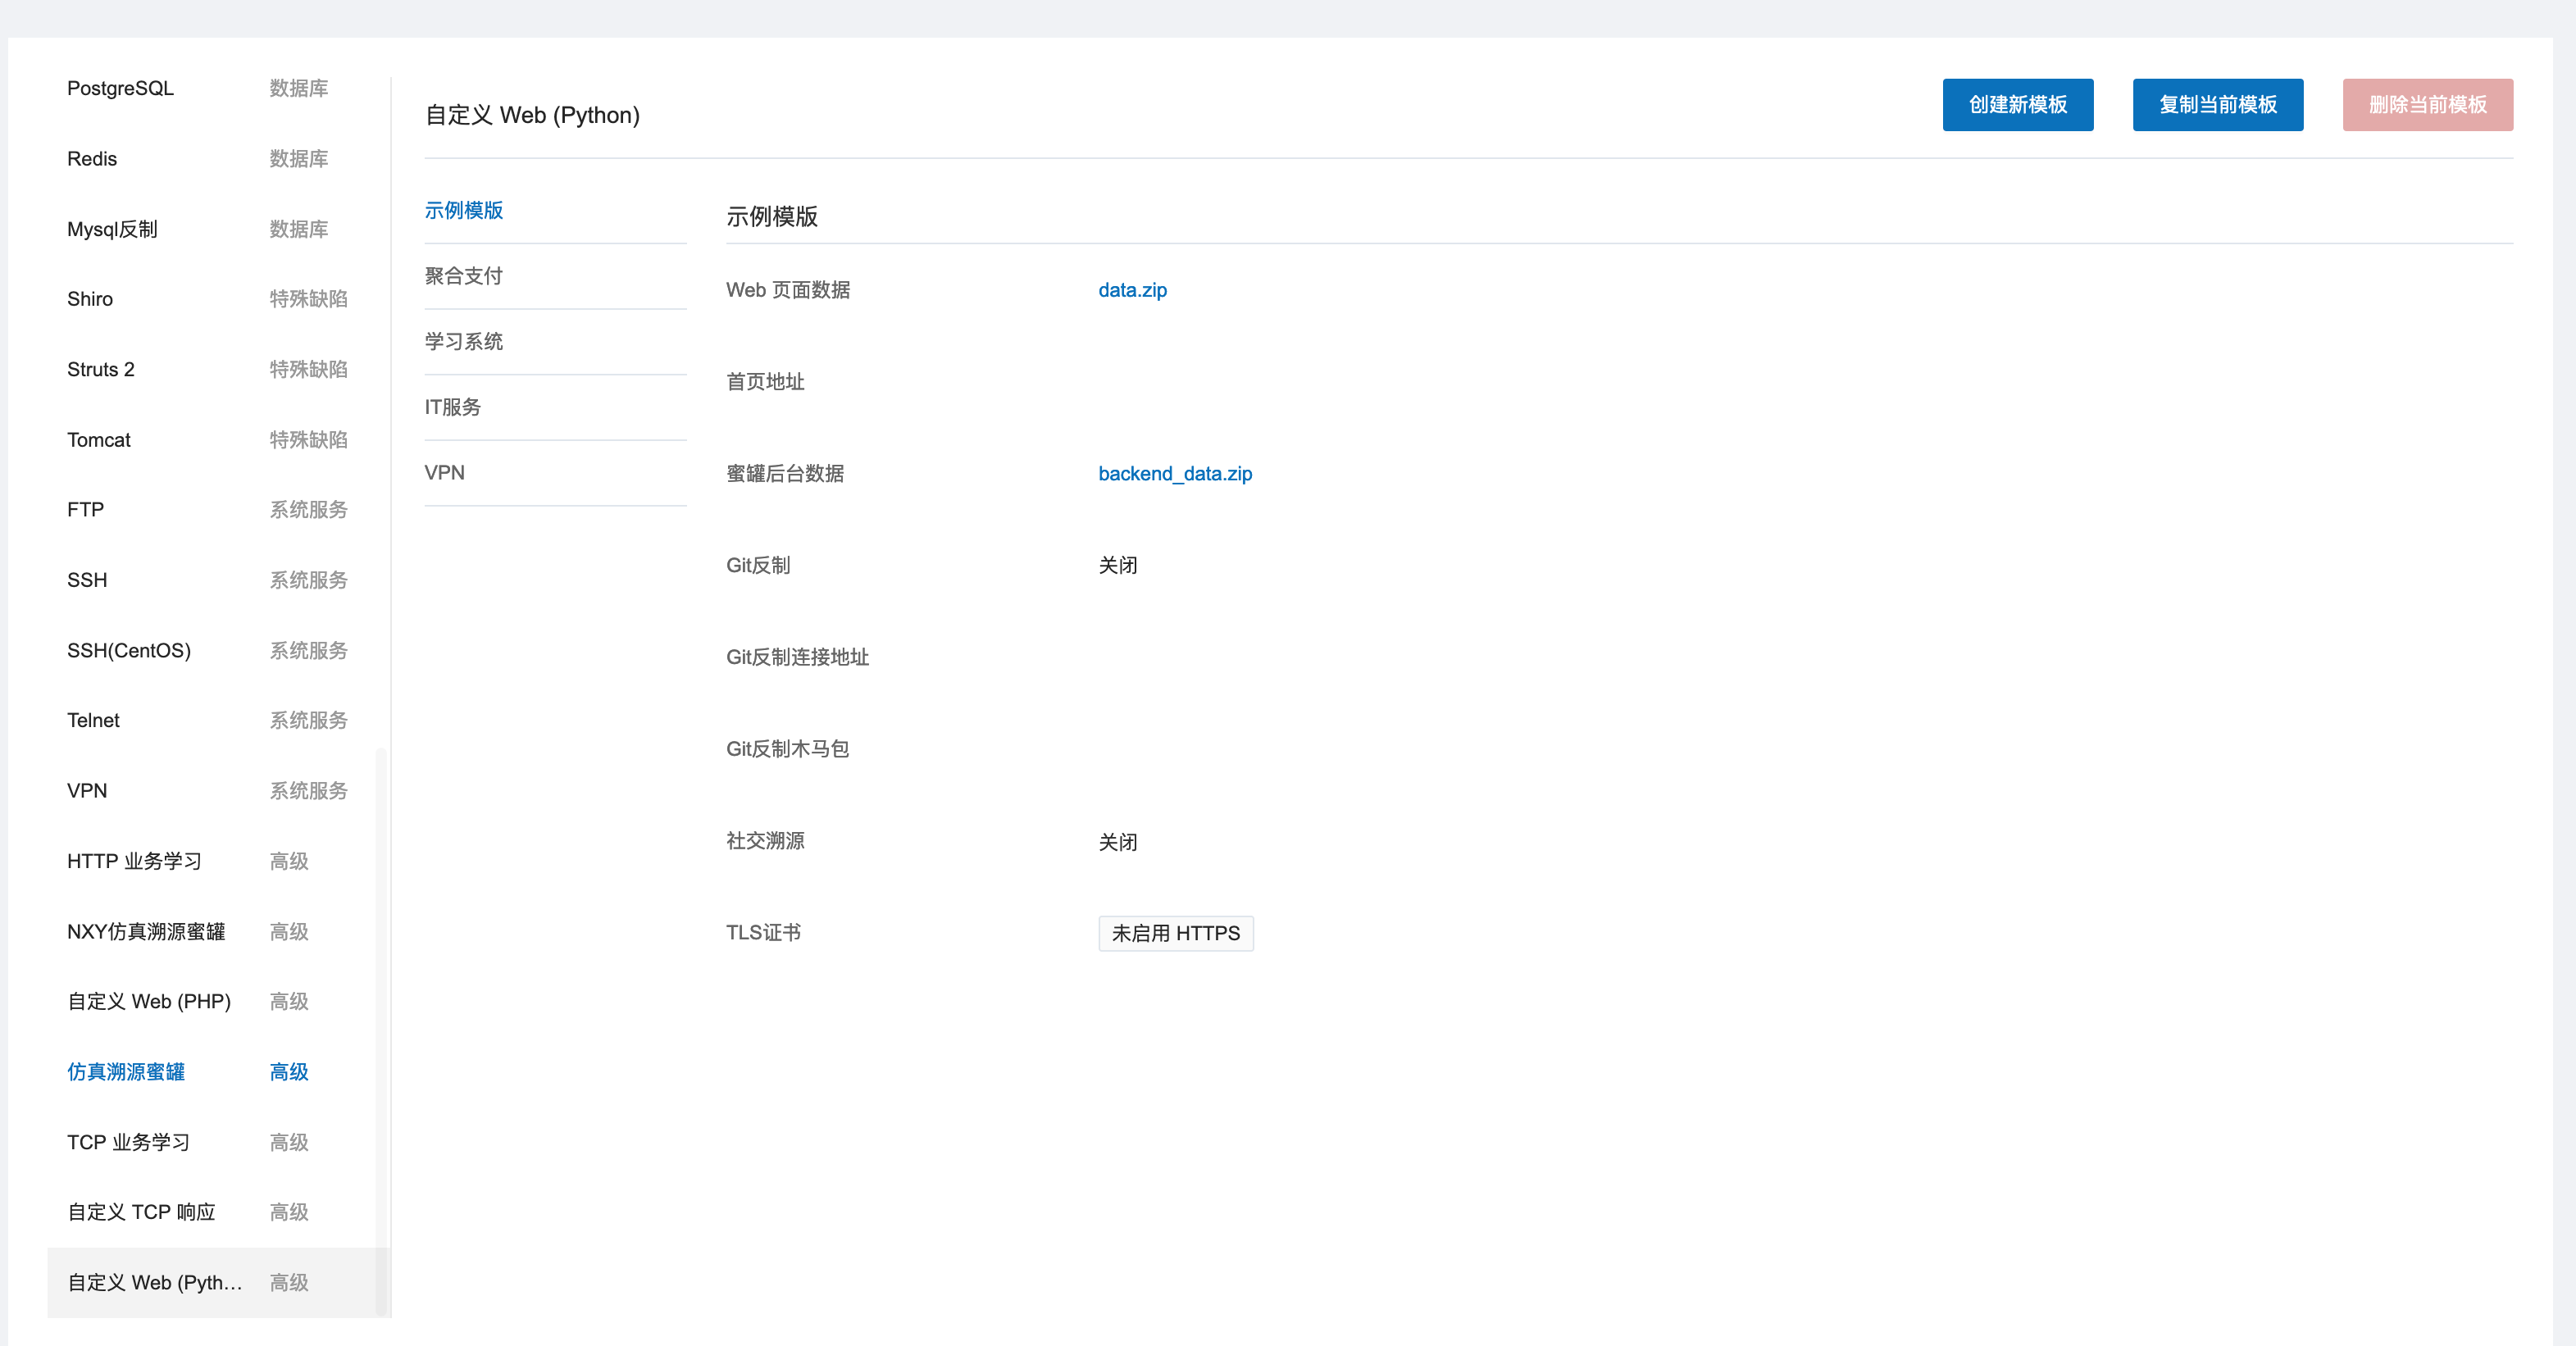 PostgreSQL 数据库
Redis 数据库
Mysql反制 数据库
Shiro 特殊缺陷
Struts 2 特殊缺陷
Tomcat 特殊缺陷
FTP 系统服务
SSH 系统服务
SSH(CentOS) 系统服务
Telnet 系统服务
VPN 系统服务
HTTP 业务学习 高级
NXY仿真溯源蜜罐 高级
自定义 Web (PHP) 高级
仿真溯源蜜罐 高级
TCP 业务学习 高级
自定义 TCP 响应 高级
自定义 Web (Pyth... 高级
自定义 Web (Python)
创建新模板
复制当前模板
删除当前模板
示例模版
聚合支付
学习系统
IT服务
VPN
示例模版
Web 页面数据 data.zip
首页地址
蜜罐后台数据 backend_data.zip
Git反制 关闭
Git反制连接地址
Git反制木马包
社交溯源 关闭
TLS证书 未启用 HTTPS